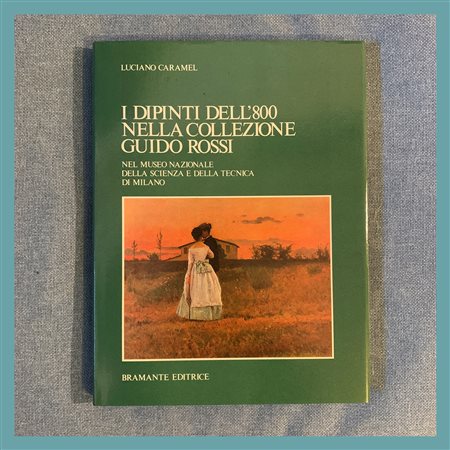 LUCIANO CARAMEL
I DIPINTI DELL'800
NELLA COLLEZIONE
GUIDO ROSSI
NEL MUSEO NAZIONALE
DELLA SCIENZA E DELLA TECNICA
DI MILANO
BRAMANTE EDITRICE